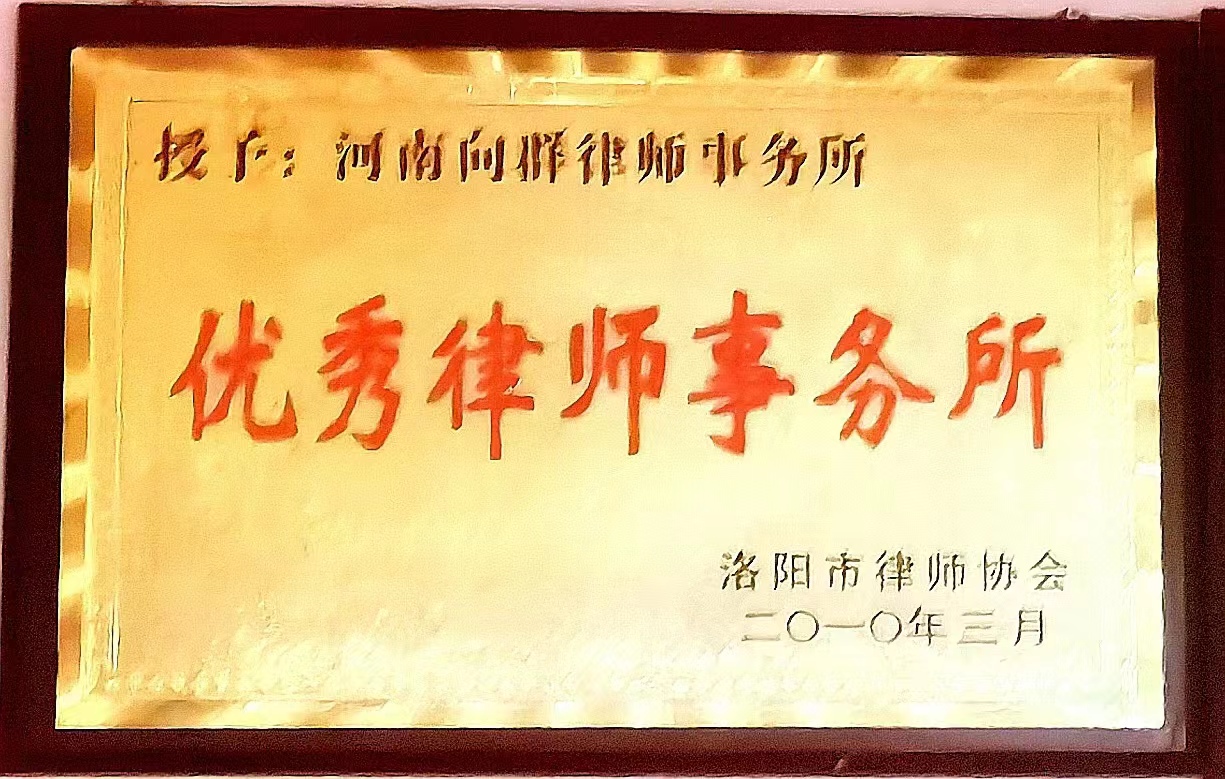 授予：河南向群律师事务所
优秀律师事务所
洛阳市律师协会
二〇一〇年三月